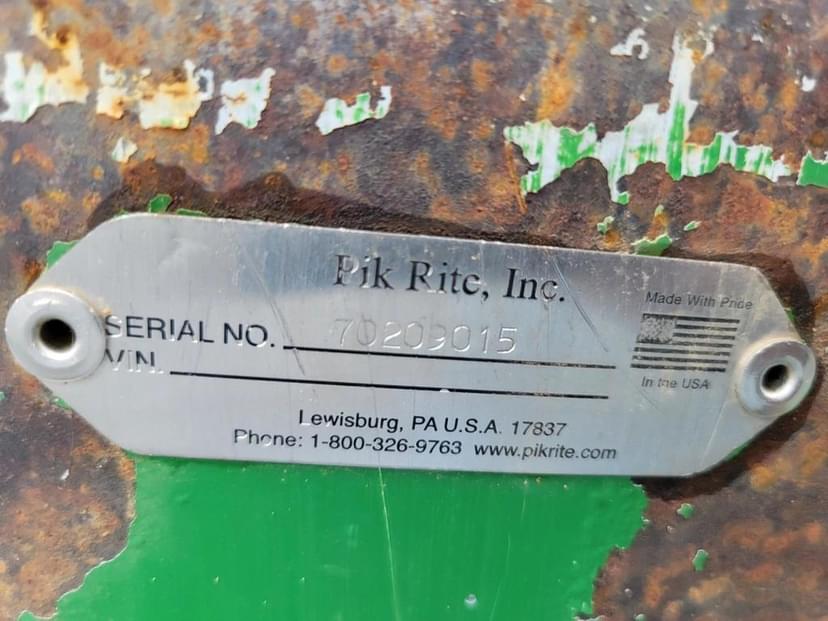 Pik Rite, Inc.
Made With Pride
SERIAL NO. 70209015
In the USA
VIN.
Lewisburg, PA U.S.A. 17837
Phone: 1-800-326-9763 www.pikrite.com